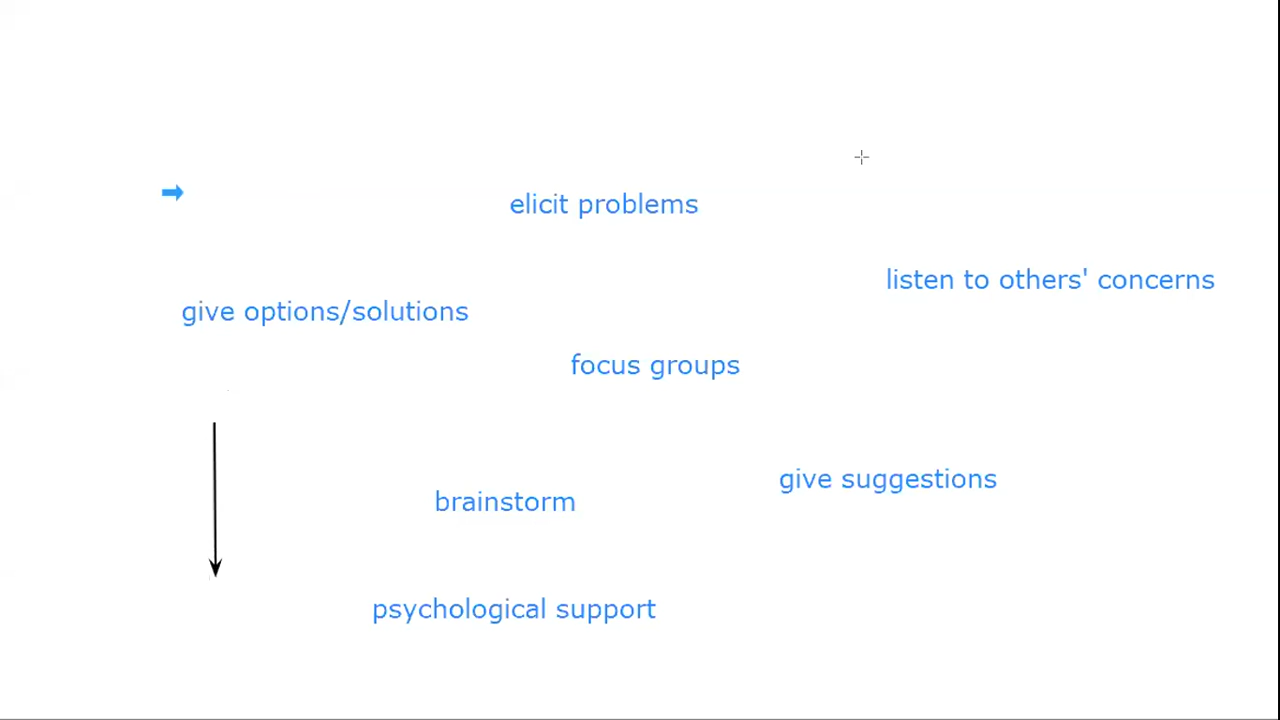 elicit problems
listen to others' concerns
give options/solutions
focus groups
give suggestions
brainstorm
psychological support